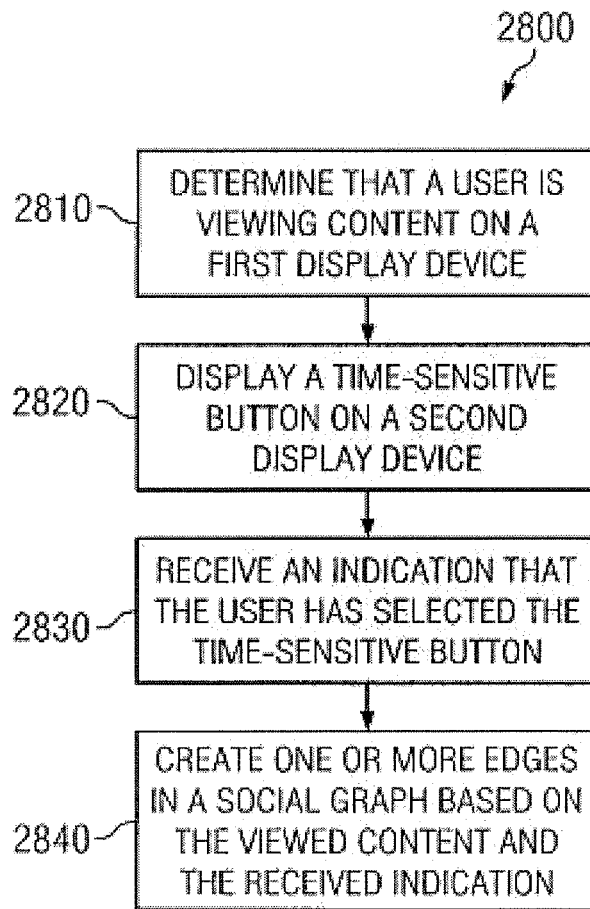 2800
2810
DETERMINE THAT A USER IS
VIEWING CONTENT ON A
FIRST DISPLAY DEVICE
2820
DISPLAY A TIME-SENSITIVE
BUTTON ON A SECOND
DISPLAY DEVICE
2830
RECEIVE AN INDICATION THAT
THE USER HAS SELECTED THE
TIME-SENSITIVE BUTTON
2840
CREATE ONE OR MORE EDGES
IN A SOCIAL GRAPH BASED ON
THE VIEWED CONTENT AND
THE RECEIVED INDICATION